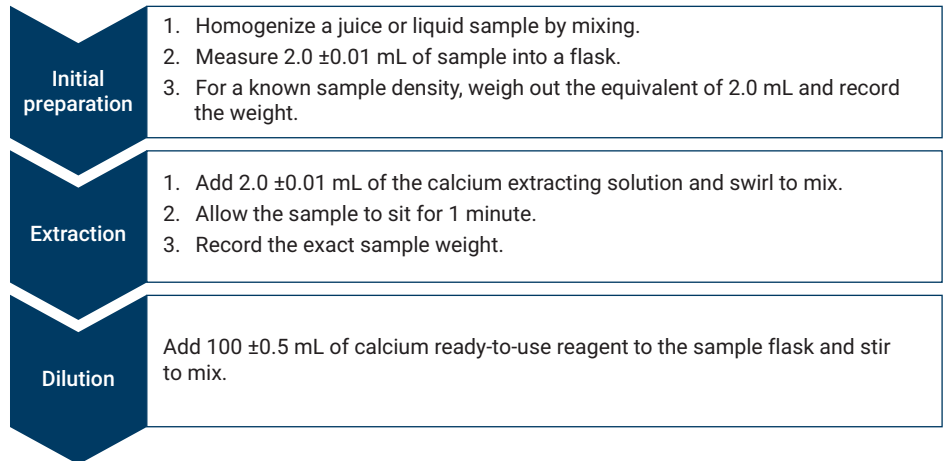 Initial
preparation
1. Homogenize a juice or liquid sample by mixing.
2. Measure 2.0 ±0.01 mL of sample into a flask.
3. For a known sample density, weigh out the equivalent of 2.0 mL and record
the weight.
Extraction
1. Add 2.0 ±0.01 mL of the calcium extracting solution and swirl to mix.
2. Allow the sample to sit for 1 minute.
3. Record the exact sample weight.
Dilution
Add 100 ±0.5 mL of calcium ready-to-use reagent to the sample flask and stir
to mix.